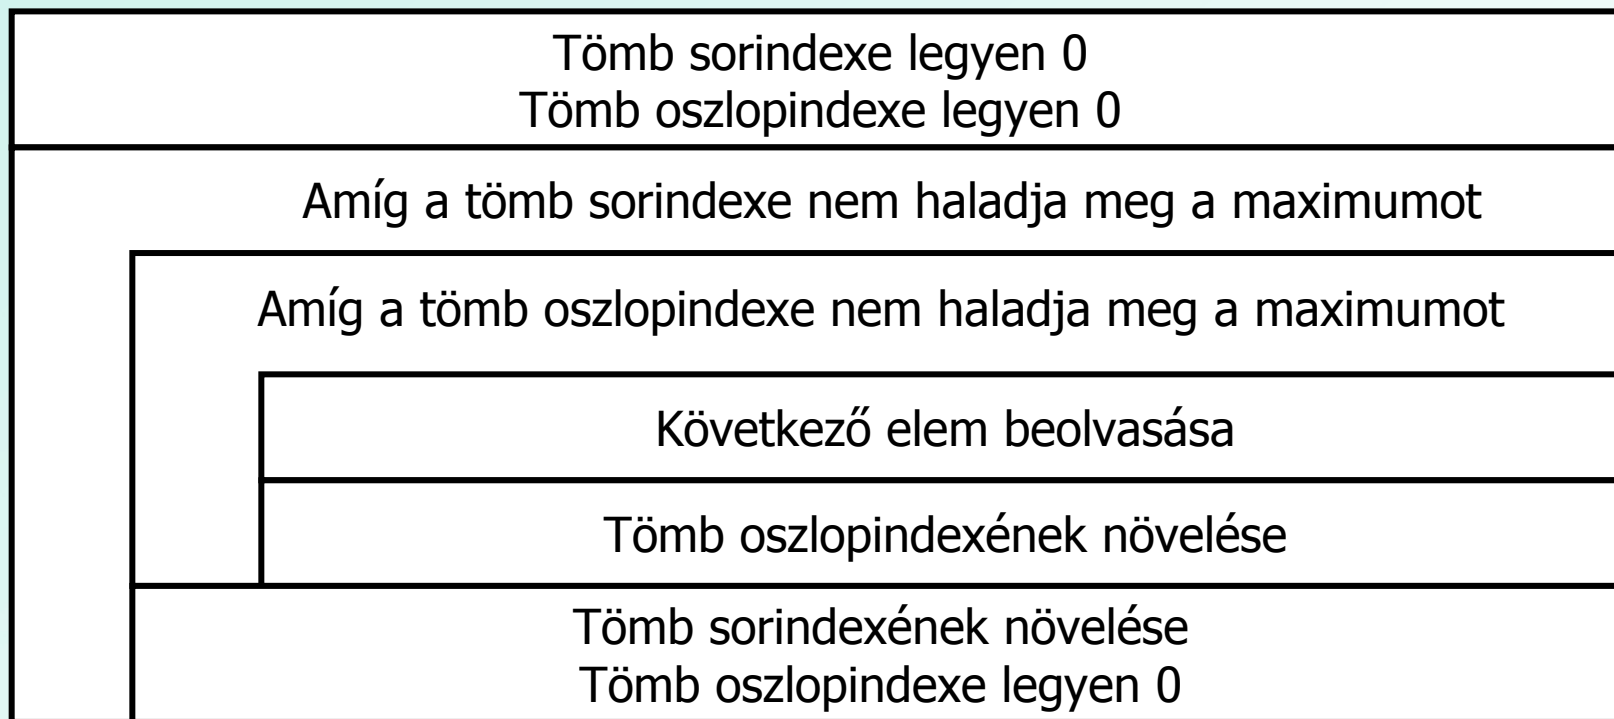 Tömb sorindexe legyen 0
Tömb oszlopindexe legyen 0
Amíg a tömb sorindexe nem haladja meg a maximumot
Amíg a tömb oszlopindexe nem haladja meg a maximumot
Következő elem beolvasása
Tömb oszlopindexének növelése
Tömb sorindexének növelése
Tömb oszlopindexe legyen 0